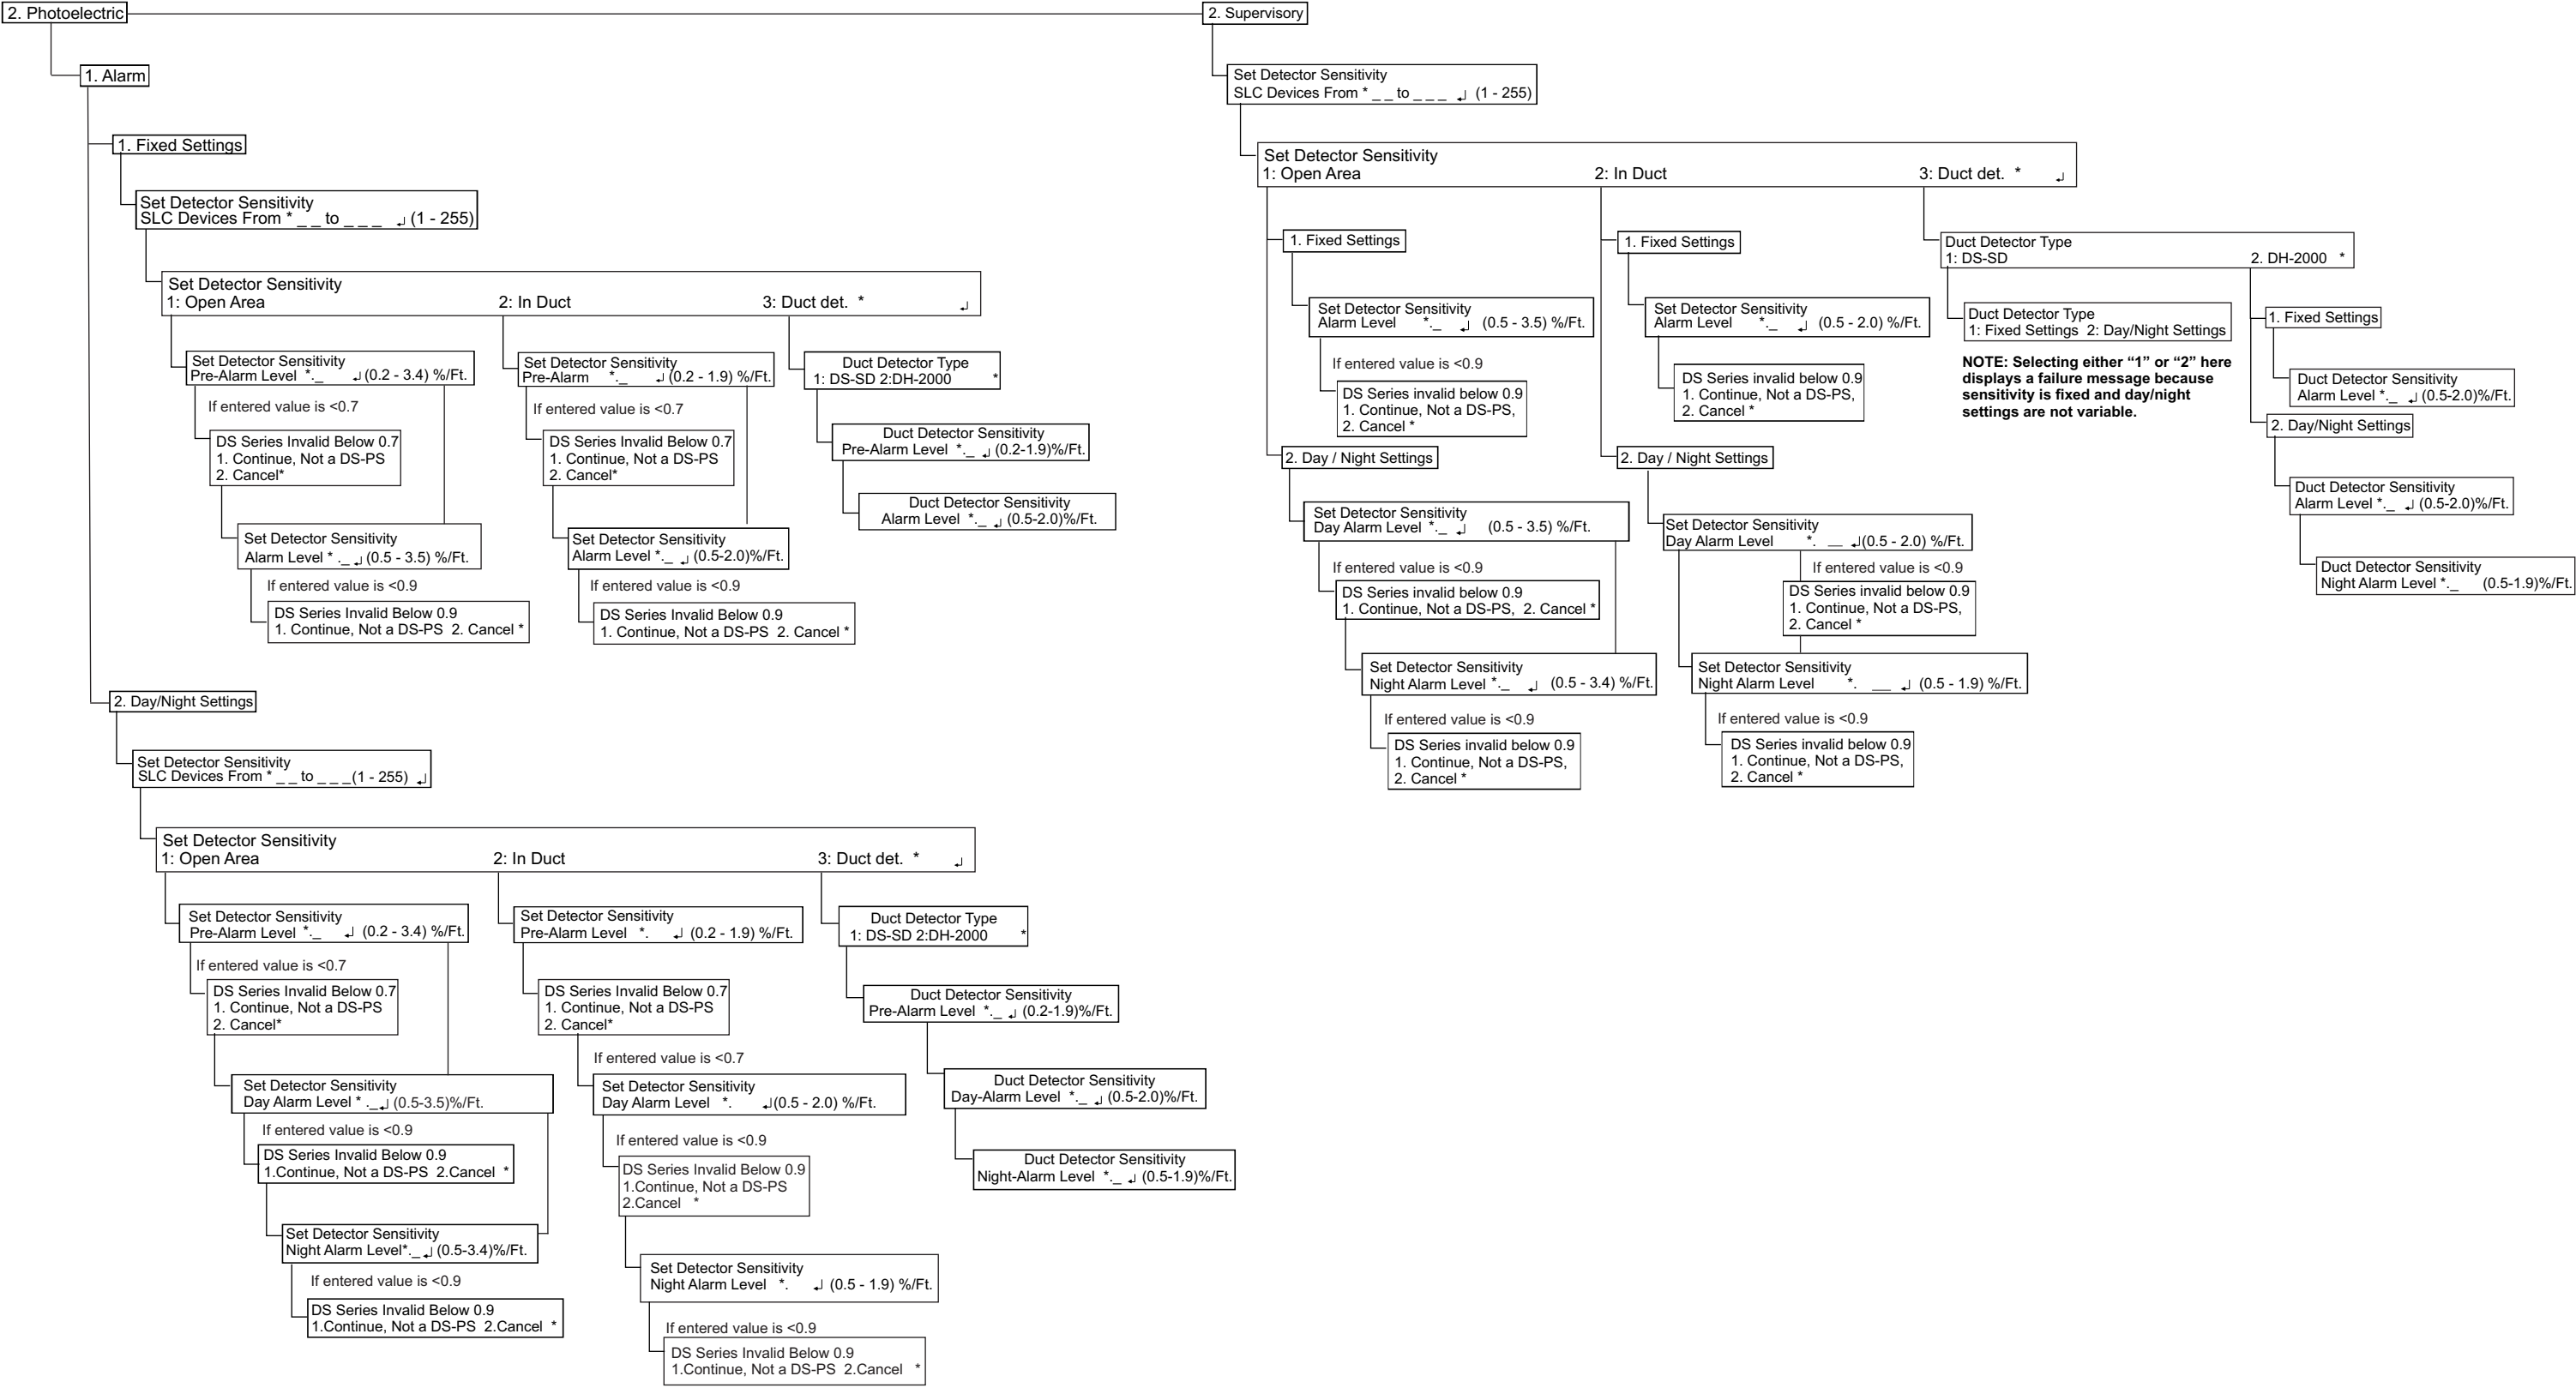 2. Photoelectric
1. Alarm
1. Fixed Settings
Set Detector Sensitivity
SLC Devices From * _ _ to _ _ _ ↵ (1 - 255)
Set Detector Sensitivity
1: Open Area 2: In Duct 3: Duct det. * ↵
Set Detector Sensitivity
Pre-Alarm Level *._ ↵ (0.2 - 3.4) %/Ft.
If entered value is <0.7
DS Series Invalid Below 0.7
1. Continue, Not a DS-PS
2. Cancel*
Set Detector Sensitivity
Alarm Level * ._ ↵ (0.5 - 3.5) %/Ft.
If entered value is <0.9
DS Series Invalid Below 0.9
1. Continue, Not a DS-PS 2. Cancel *
Set Detector Sensitivity
Pre-Alarm *._ ↵ (0.2 - 1.9) %/Ft.
If entered value is <0.7
DS Series Invalid Below 0.7
1. Continue, Not a DS-PS
2. Cancel*
Set Detector Sensitivity
Alarm Level *._ ↵ (0.5-2.0)%/Ft.
If entered value is <0.9
DS Series Invalid Below 0.9
1. Continue, Not a DS-PS 2. Cancel *
Duct Detector Type
1: DS-SD 2:DH-2000 *
Duct Detector Sensitivity
Pre-Alarm Level *._ ↵ (0.2-1.9)%/Ft.
Duct Detector Sensitivity
Alarm Level *._ ↵ (0.5-2.0)%/Ft.
2. Day/Night Settings
Set Detector Sensitivity
SLC Devices From * _ _ to _ _ _(1 - 255) ↵
Set Detector Sensitivity
1: Open Area 2: In Duct 3: Duct det. * ↵
Set Detector Sensitivity
Pre-Alarm Level *._ ↵ (0.2 - 3.4) %/Ft.
If entered value is <0.7
DS Series Invalid Below 0.7
1. Continue, Not a DS-PS
2. Cancel*
Set Detector Sensitivity
Day Alarm Level * ._↵ (0.5-3.5)%/Ft.
If entered value is <0.9
DS Series Invalid Below 0.9
1.Continue, Not a DS-PS 2.Cancel *
Set Detector Sensitivity
Night Alarm Level*._ ↵ (0.5-3.4)%/Ft.
If entered value is <0.9
DS Series Invalid Below 0.9
1.Continue, Not a DS-PS 2.Cancel *
Set Detector Sensitivity
Pre-Alarm Level *. ↵ (0.2 - 1.9) %/Ft.
DS Series Invalid Below 0.7
1. Continue, Not a DS-PS
2. Cancel*
If entered value is <0.7
Set Detector Sensitivity
Day Alarm Level *. ↵(0.5 - 2.0) %/Ft.
If entered value is <0.9
DS Series Invalid Below 0.9
1.Continue, Not a DS-PS
2.Cancel *
Set Detector Sensitivity
Night Alarm Level *. ↵ (0.5 - 1.9) %/Ft.
If entered value is <0.9
DS Series Invalid Below 0.9
1.Continue, Not a DS-PS 2.Cancel *
Duct Detector Type
1: DS-SD 2:DH-2000 *
Duct Detector Sensitivity
Pre-Alarm Level *._ ↵ (0.2-1.9)%/Ft.
Duct Detector Sensitivity
Day-Alarm Level *._ ↵ (0.5-2.0)%/Ft.
Duct Detector Sensitivity
Night-Alarm Level *._ ↵ (0.5-1.9)%/Ft.
2. Supervisory
Set Detector Sensitivity
SLC Devices From * _ _ to _ _ _ ↵ (1 - 255)
Set Detector Sensitivity
1: Open Area 2: In Duct 3: Duct det. * ↵
1. Fixed Settings
Set Detector Sensitivity
Alarm Level *._ ↵ (0.5 - 3.5) %/Ft.
If entered value is <0.9
DS Series invalid below 0.9
1. Continue, Not a DS-PS,
2. Cancel *
2. Day / Night Settings
Set Detector Sensitivity
Day Alarm Level *._ ↵ (0.5 - 3.5) %/Ft.
If entered value is <0.9
DS Series invalid below 0.9
1. Continue, Not a DS-PS, 2. Cancel *
Set Detector Sensitivity
Night Alarm Level *._ ↵ (0.5 - 3.4) %/Ft.
If entered value is <0.9
DS Series invalid below 0.9
1. Continue, Not a DS-PS,
2. Cancel *
1. Fixed Settings
Set Detector Sensitivity
Alarm Level *._ ↵ (0.5 - 2.0) %/Ft.
DS Series invalid below 0.9
1. Continue, Not a DS-PS,
2. Cancel *
2. Day / Night Settings
Set Detector Sensitivity
Day Alarm Level *. __ ↵(0.5 - 2.0) %/Ft.
If entered value is <0.9
DS Series invalid below 0.9
1. Continue, Not a DS-PS,
2. Cancel *
Set Detector Sensitivity
Night Alarm Level *. __ ↵ (0.5 - 1.9) %/Ft.
If entered value is <0.9
DS Series invalid below 0.9
1. Continue, Not a DS-PS,
2. Cancel *
Duct Detector Type
1: DS-SD 2. DH-2000 *
Duct Detector Type
1: Fixed Settings 2: Day/Night Settings
NOTE: Selecting either “1” or “2” here
displays a failure message because
sensitivity is fixed and day/night
settings are not variable.
1. Fixed Settings
Duct Detector Sensitivity
Alarm Level *._ ↵ (0.5-2.0)%/Ft.
2. Day/Night Settings
Duct Detector Sensitivity
Alarm Level *._ ↵ (0.5-2.0)%/Ft.
Duct Detector Sensitivity
Night Alarm Level *._ (0.5-1.9)%/Ft.